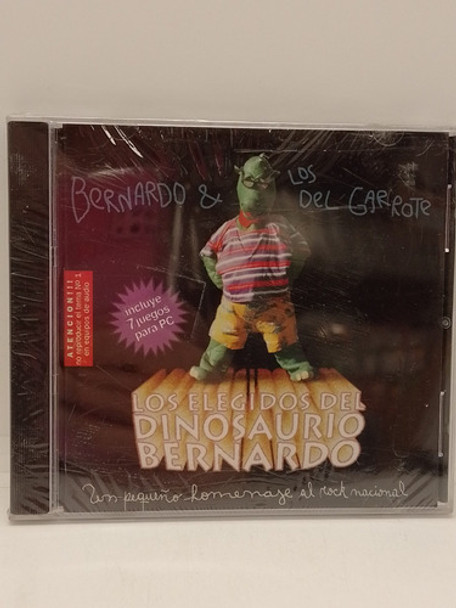 BERNARDO & LOS
DEL GARROTE
ATENCION!!!
no reproducir el tema Nº 1
en equipos de audio
incluye
7 juegos
para PC
LOS ELEGIDOS DEL
DINOSAURIO
BERNARDO
Un pequeño homenaje al rock nacional